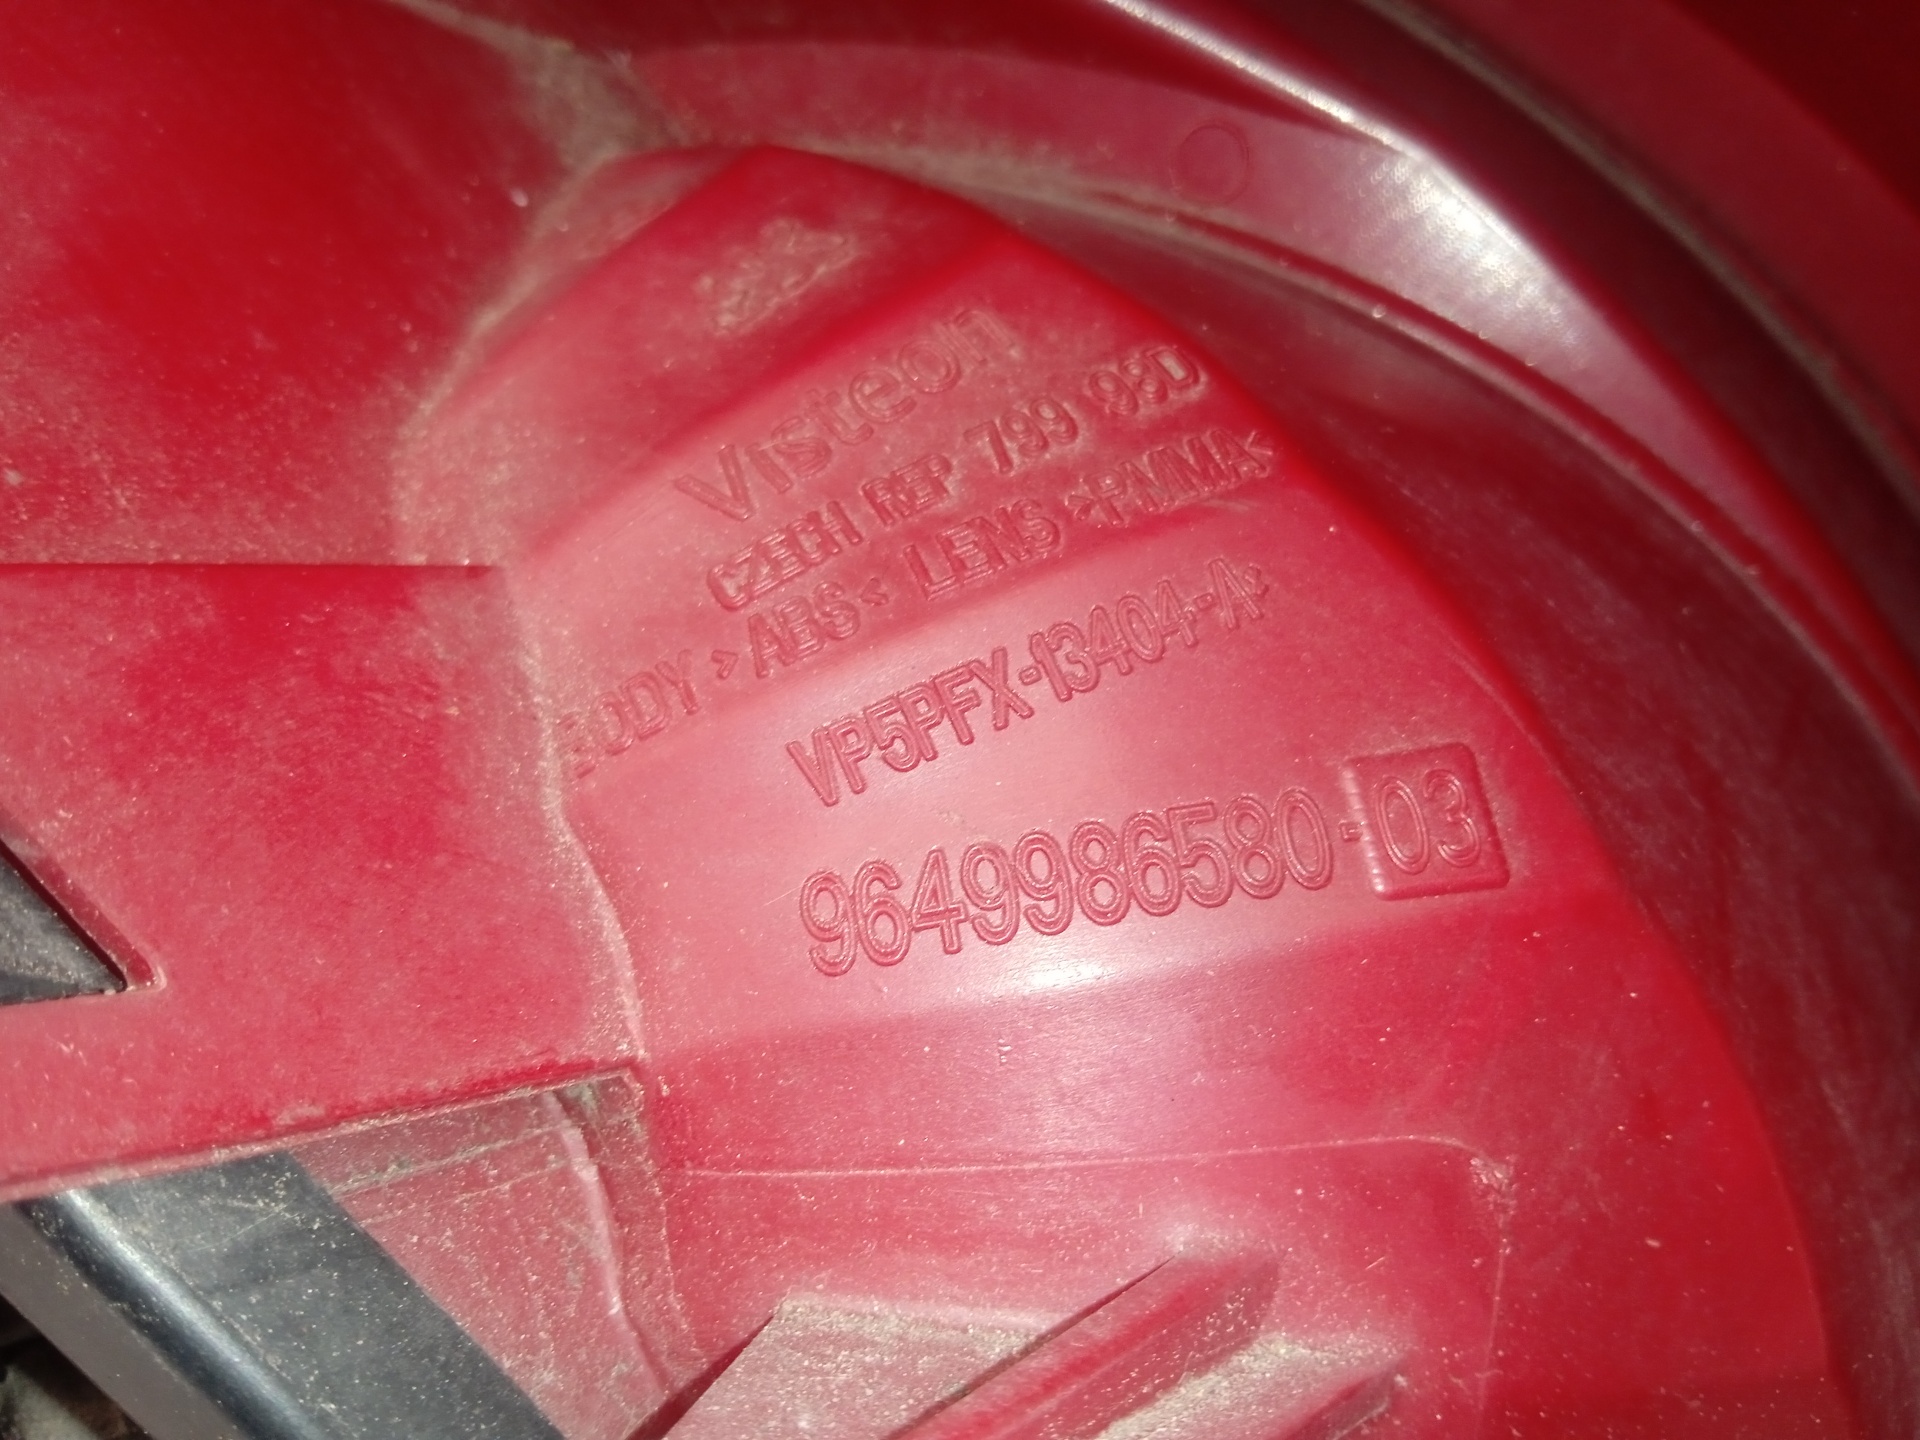 Visteon
CZECH REP 799 98D
BODY >ABS< LENS >PMMA<
VP5PFX-13404-A
9649986580-03